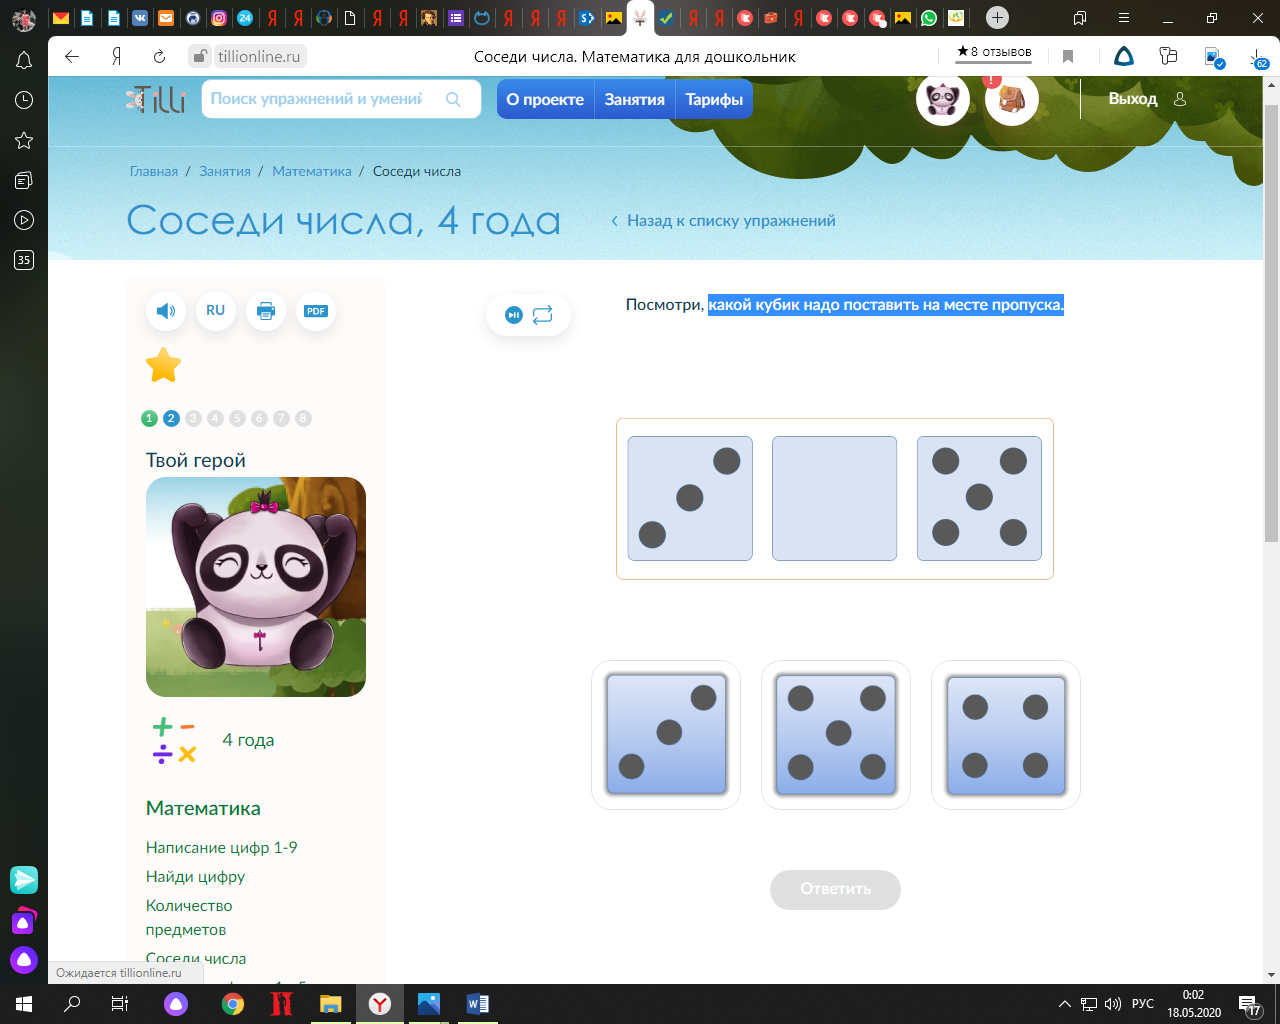 24
Я
Я
Я
Я
Я
Я
Я
Я
Я
Я
Я
Я
tillionline.ru
Соседи числа. Математика для дошкольник
★8 отзывов
62
35
Tilli
Поиск упражнений и умений
О проекте
Занятия
Тарифы
!
Выход
Главная / Занятия / Математика / Соседи числа
Соседи числа, 4 года
Назад к списку упражнений
RU
PDF
Посмотри, какой кубик надо поставить на месте пропуска.
1 2 3 4 5 6 7 8
Твой герой
4 года
Математика
Написание цифр 1-9
Найди цифру
Количество
предметов
Соседи числа
Ответить
Ожидается tillionline.ru
РУС
0:02
18.05.2020
17